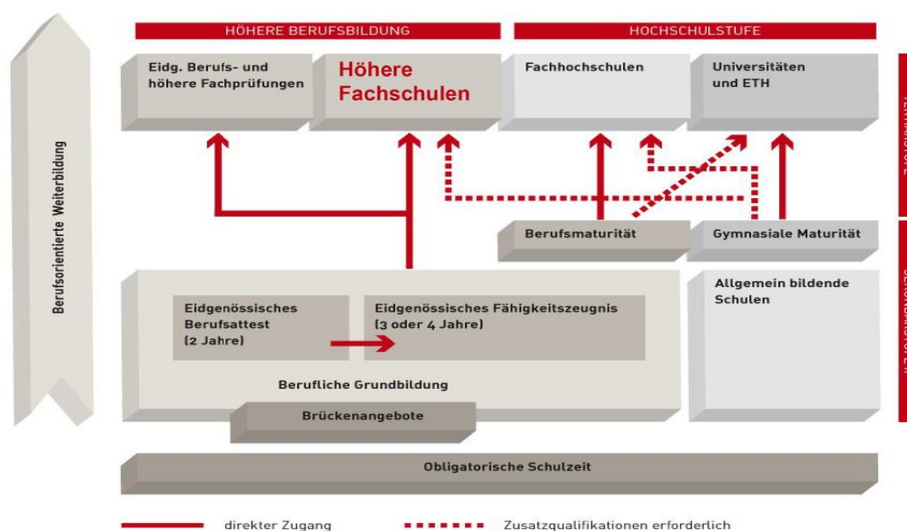 HÖHERE BERUFSBILDUNG
HOCHSCHULSTUFE
Eidg. Berufs- und
höhere Fachprüfungen
Höhere
Fachschulen
Fachhochschulen
Universitäten
und ETH
Berufsorientierte Weiterbildung
Berufsmaturität
Gymnasiale Maturität
Allgemein bildende
Schulen
Eidgenössisches
Berufsattest
(2 Jahre)
Eidgenössisches Fähigkeitszeugnis
(3 oder 4 Jahre)
Berufliche Grundbildung
Brückenangebote
Obligatorische Schulzeit
direkter Zugang
Zusatzqualifikationen erforderlich